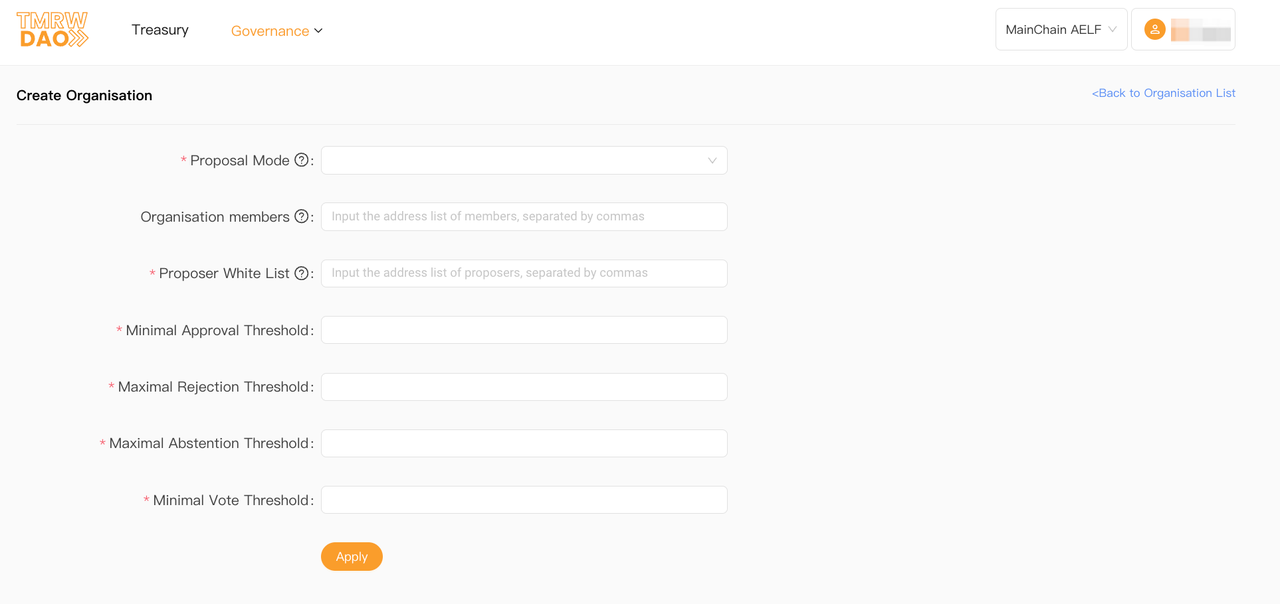 TMRW
DAO
Treasury
Governance
MainChain AELF
Create Organisation
<Back to Organisation List
* Proposal Mode ? :
Organisation members ? :
Input the address list of members, separated by commas
* Proposer White List ? :
Input the address list of proposers, separated by commas
* Minimal Approval Threshold :
* Maximal Rejection Threshold :
* Maximal Abstention Threshold :
* Minimal Vote Threshold :
Apply